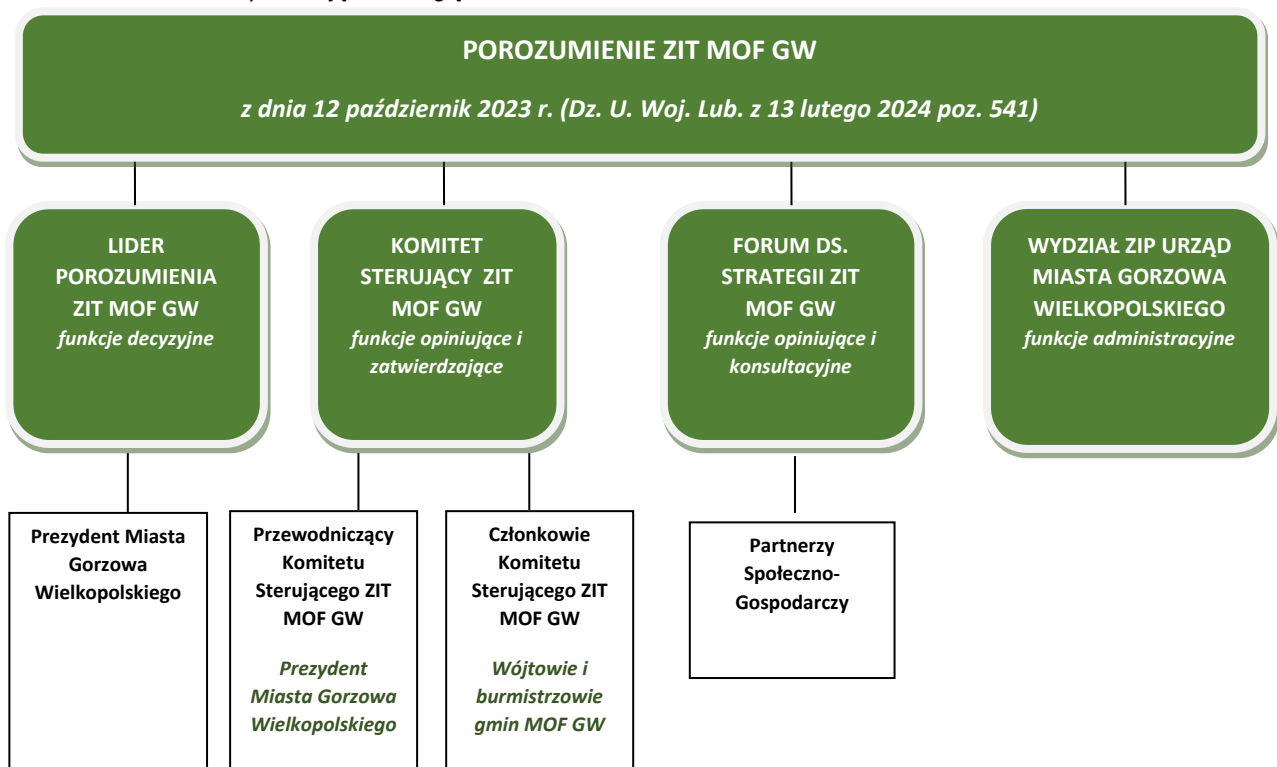 POROZUMIENIE ZIT MOF GW
z dnia 12 październik 2023 r. (Dz. U. Woj. Lub. z 13 lutego 2024 poz. 541)
LIDER
POROZUMIENIA
ZIT MOF GW
funkcje decyzyjne
KOMITET
STERUJĄCY ZIT
MOF GW
funkcje opiniujące i
zatwierdzające
FORUM DS.
STRATEGII ZIT
MOF GW
funkcje opiniujące i
konsultacyjne
WYDZIAŁ ZIP URZĄD
MIASTA GORZOWA
WIELKOPOLSKIEGO
funkcje administracyjne
Prezydent Miasta
Gorzowa
Wielkopolskiego
Przewodniczący
Komitetu
Sterującego ZIT
MOF GW
Prezydent
Miasta Gorzowa
Wielkopolskiego
Członkowie
Komitetu
Sterującego ZIT
MOF GW
Wójtowie i
burmistrzowie
gmin MOF GW
Partnerzy
Społeczno-
Gospodarczy